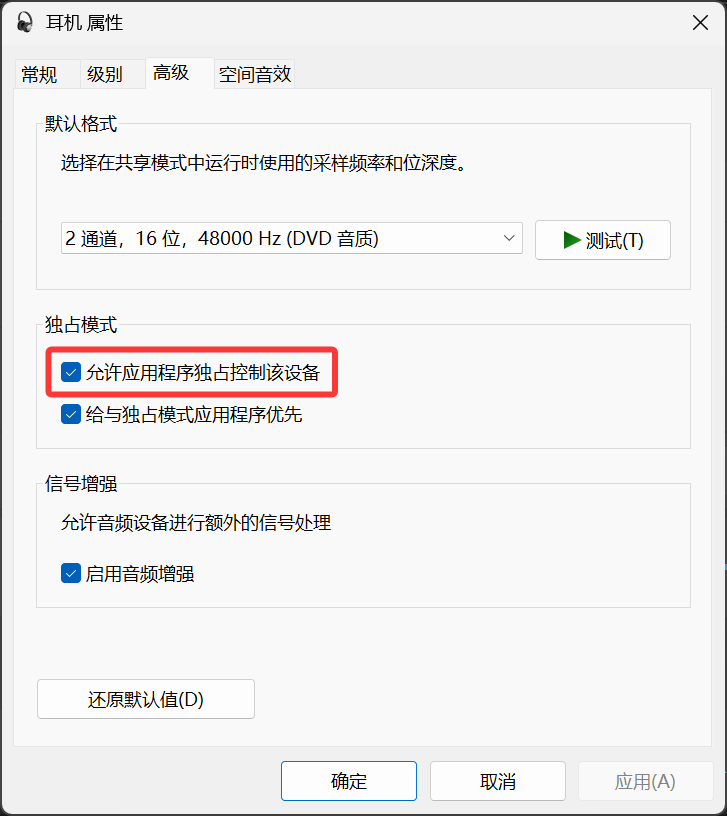 耳机 属性
常规 级别 高级 空间音效
默认格式
选择在共享模式中运行时使用的采样频率和位深度。
2 通道，16 位，48000 Hz (DVD 音质)
测试(T)
独占模式
允许应用程序独占控制该设备
给与独占模式应用程序优先
信号增强
允许音频设备进行额外的信号处理
启用音频增强
还原默认值(D)
确定 取消 应用(A)